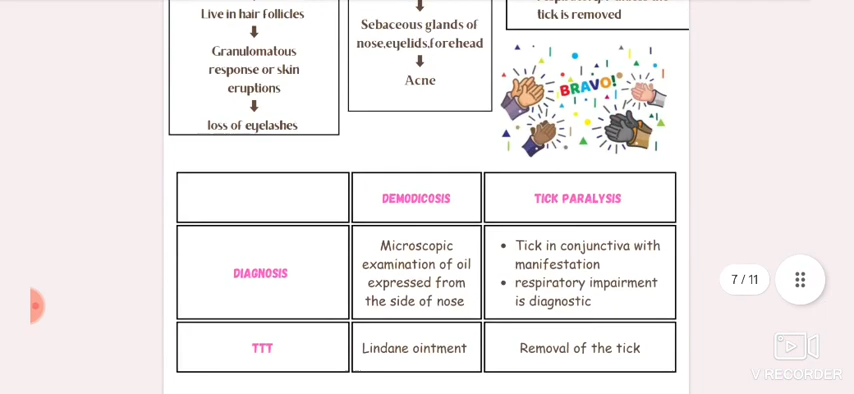 Live in hair follicles
Granulomatous
response or skin
eruptions
loss of eyelashes
Sebaceous glands of
nose,eyelids,forehead
Acne
tick is removed
BRAVO!
DEMODICOSIS
TICK PARALYSIS
DIAGNOSIS
Microscopic
examination of oil
expressed from
the side of nose
• Tick in conjunctiva with
manifestation
• respiratory impairment
is diagnostic
TTT
Lindane ointment
Removal of the tick
7 / 11
V RECORDER